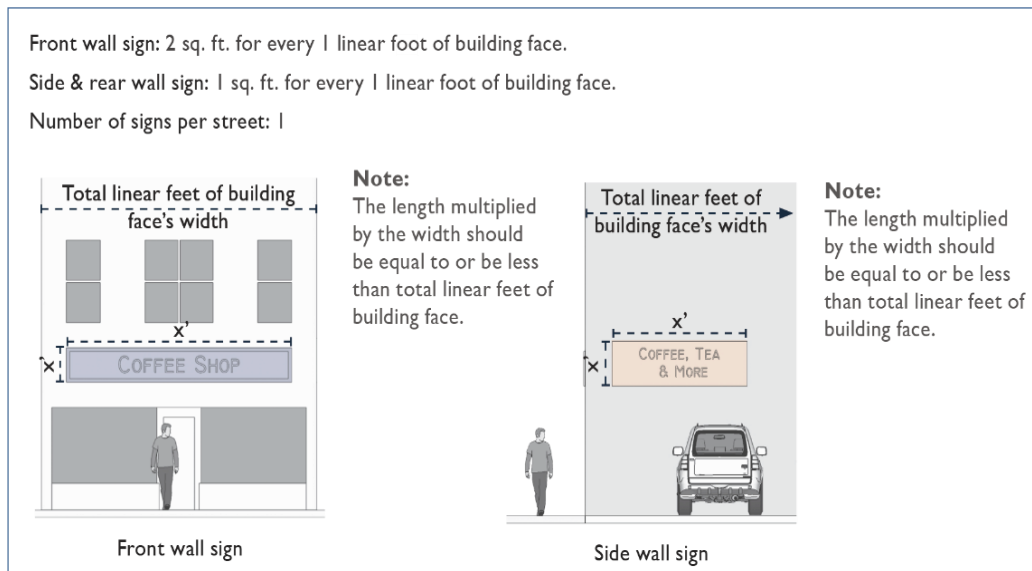 Front wall sign: 2 sq. ft. for every 1 linear foot of building face.
Side & rear wall sign: 1 sq. ft. for every 1 linear foot of building face.
Number of signs per street: 1
Total linear feet of building
face's width
x'
x'
COFFEE SHOP
Front wall sign
Note:
The length multiplied
by the width should
be equal to or be less
than total linear feet of
building face.
Total linear feet of
building face's width
x'
x'
COFFEE, TEA
& MORE
Side wall sign
Note:
The length multiplied
by the width should
be equal to or be less
than total linear feet of
building face.